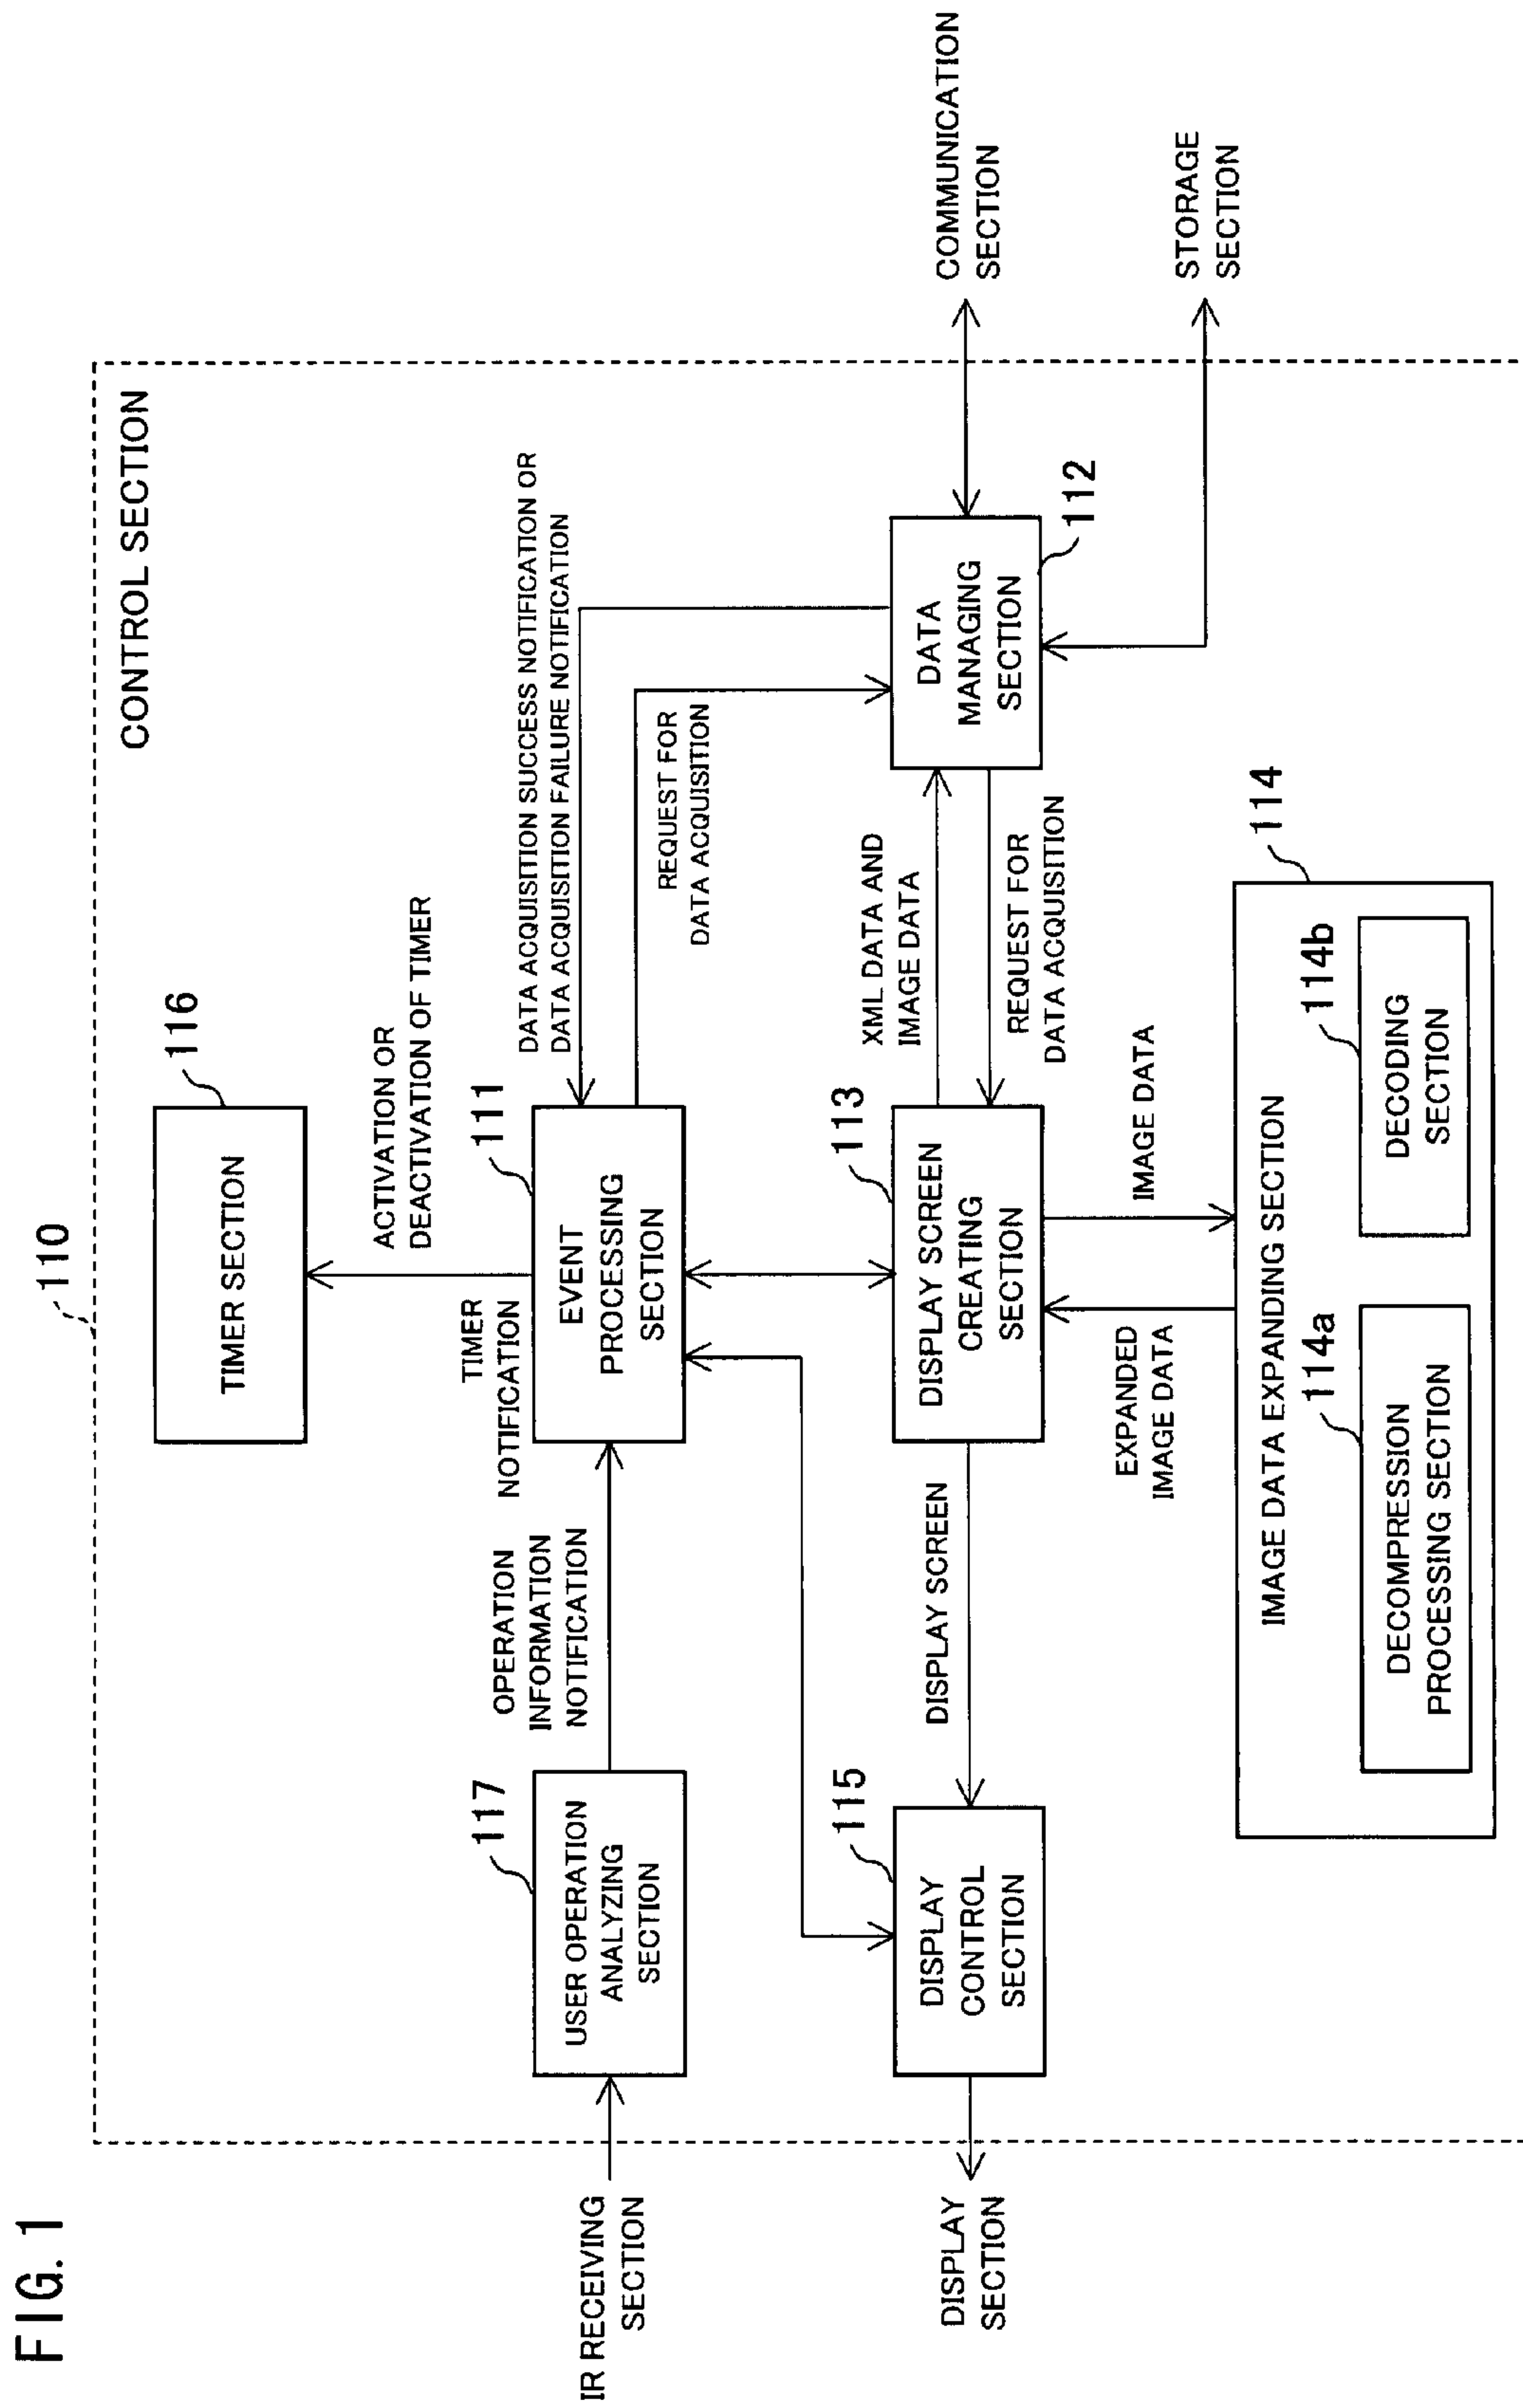 FIG. 1
110
CONTROL SECTION
TIMER SECTION
116
ACTIVATION OR
DEACTIVATION OF TIMER
TIMER
NOTIFICATION
IR RECEIVING
SECTION
USER OPERATION
ANALYZING
SECTION
117
OPERATION
INFORMATION
NOTIFICATION
EVENT
PROCESSING
SECTION
111
DATA ACQUISITION SUCCESS NOTIFICATION OR
DATA ACQUISITION FAILURE NOTIFICATION
REQUEST FOR
DATA ACQUISITION
DISPLAY
SECTION
DISPLAY
CONTROL
SECTION
115
DISPLAY SCREEN
DISPLAY SCREEN
CREATING
SECTION
113
XML DATA AND
IMAGE DATA
REQUEST FOR
DATA ACQUISITION
DATA
MANAGING
SECTION
112
COMMUNICATION
SECTION
STORAGE
SECTION
EXPANDED
IMAGE DATA
IMAGE DATA
IMAGE DATA EXPANDING SECTION
114
DECOMPRESSION
PROCESSING SECTION
114a
DECODING
SECTION
114b